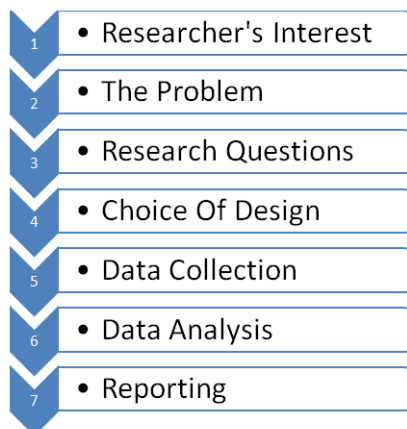 1 • Researcher's Interest
2 • The Problem
3 • Research Questions
4 • Choice Of Design
5 • Data Collection
6 • Data Analysis
7 • Reporting